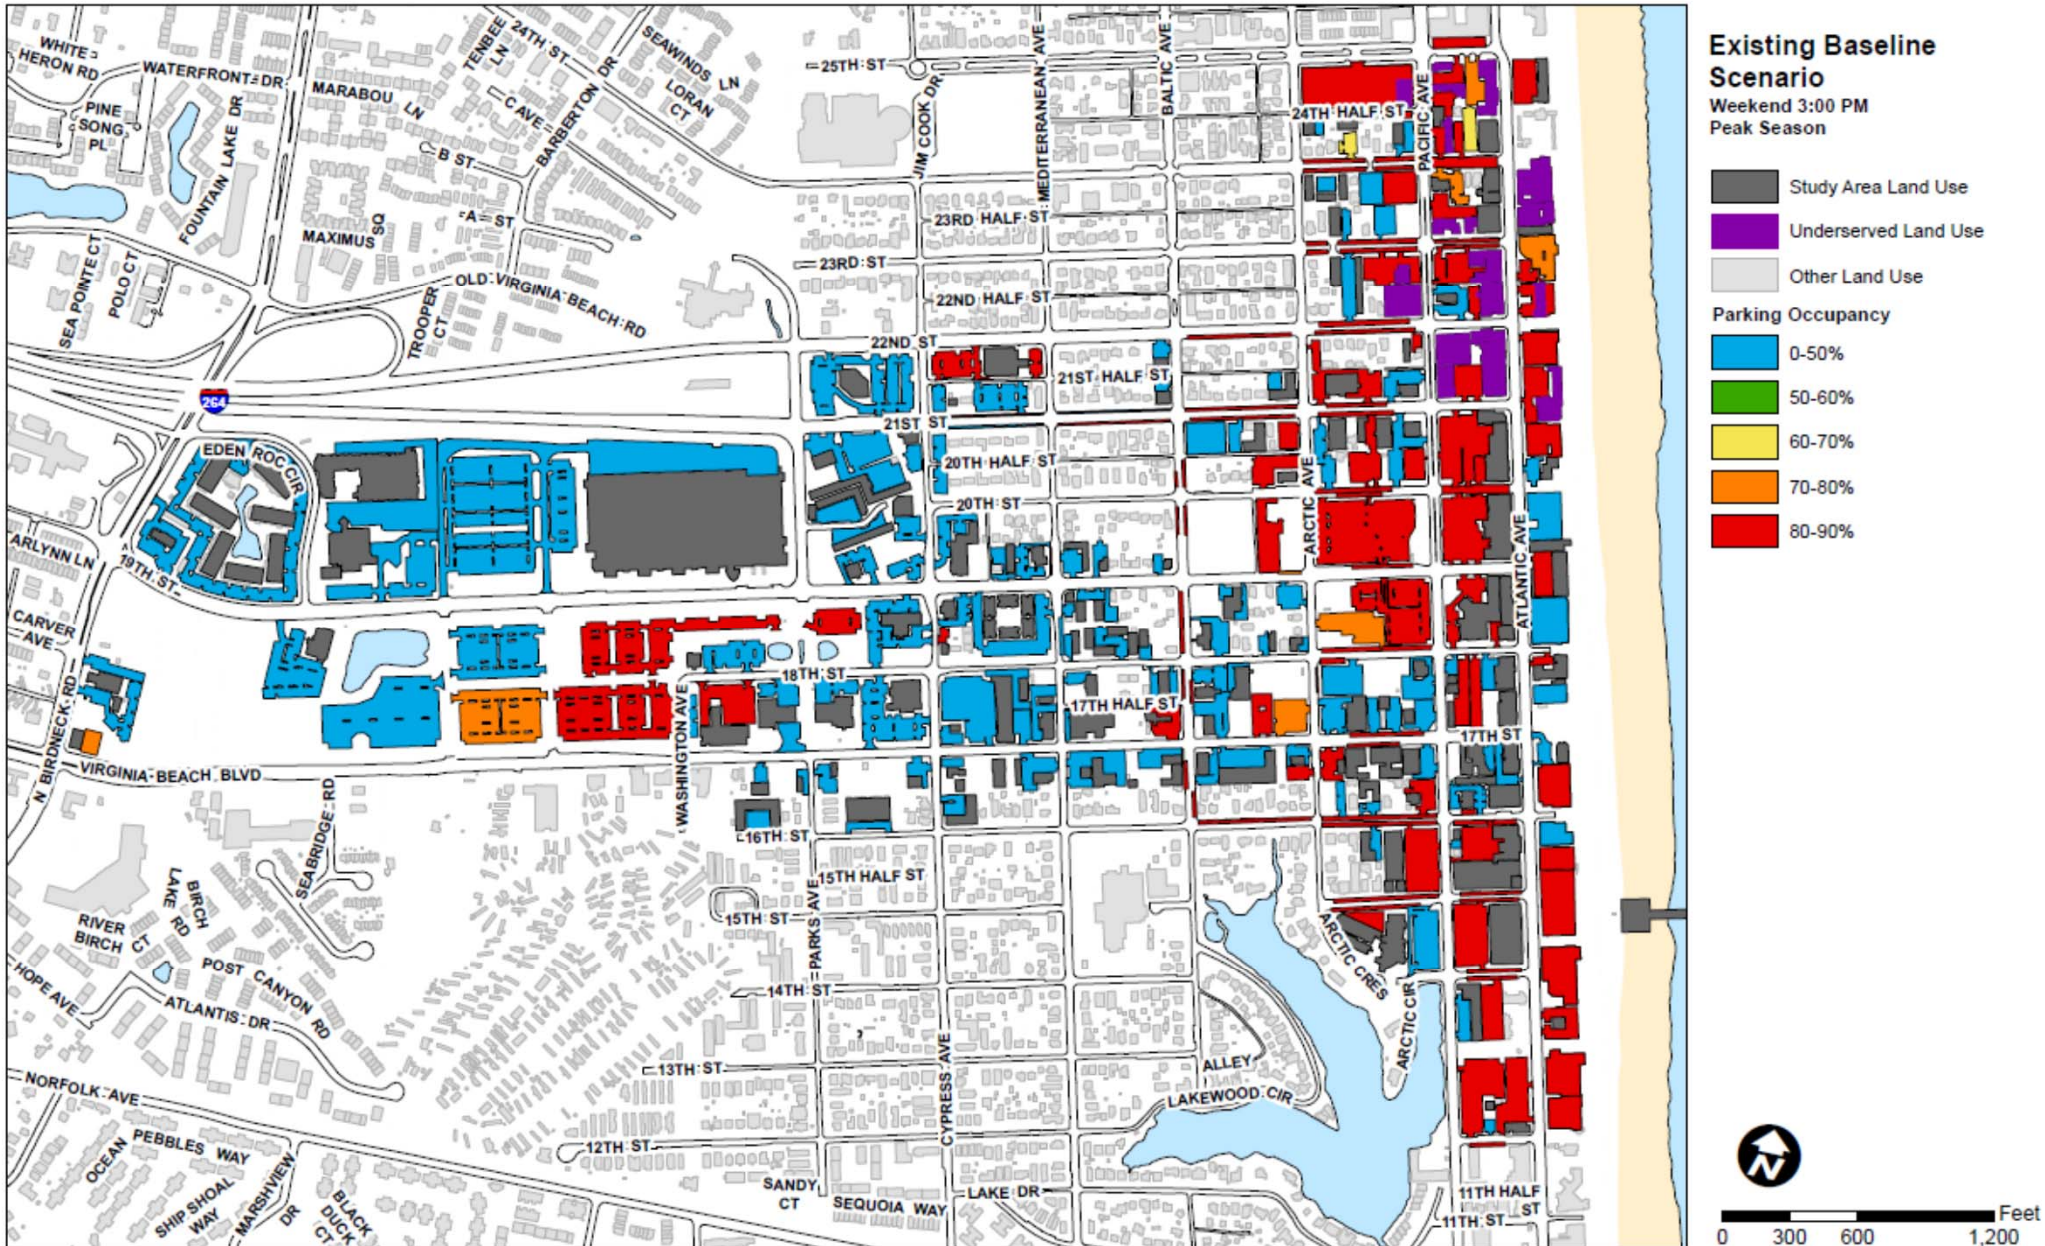 WHITE
HERON RD
WATERFRONT DR
PINE
SONG
PL
FOUNTAIN LAKE DR
MARABOU LN
TENBEE
LN
24TH ST
C AVE
B ST
A ST
BARBERTON DR
SEAWINDS LN
LORAN
CT
MAXIMUS SQ
SEA POINTE CT
POLO CT
TROOPER
CT
OLD VIRGINIA BEACH RD
25TH ST
JIM COOK DR
MEDITERRANEAN AVE
BALTIC AVE
24TH HALF ST
PACIFIC AVE
23RD HALF ST
23RD ST
22ND HALF ST
22ND ST
21ST HALF ST
21ST ST
20TH HALF ST
20TH ST
264
EDEN ROC CIR
ARCTIC AVE
ATLANTIC AVE
ARLYNN LN
19TH ST
CARVER
AVE
N BIRDNECK RD
18TH ST
17TH HALF ST
17TH ST
WASHINGTON AVE
VIRGINIA BEACH BLVD
SEABRIDGE RD
16TH ST
15TH HALF ST
15TH ST
PARKS AVE
BIRCH
LAKE RD
RIVER
BIRCH CT
POST CANYON RD
HOPE AVE
ATLANTIS DR
14TH ST
ARCTIC CRES
ARCTIC CIR
13TH ST
CYPRESS AVE
ALLEY
LAKEWOOD CIR
NORFOLK AVE
12TH ST
OCEAN
PEBBLES WAY
SHIP SHOAL
WAY
MARSHVIEW
DR
BLACK
DUCK
CT
SANDY
CT
SEQUOIA WAY
LAKE DR
11TH HALF
ST
11TH ST
Existing Baseline
Scenario
Weekend 3:00 PM
Peak Season
Study Area Land Use
Underserved Land Use
Other Land Use
Parking Occupancy
0-50%
50-60%
60-70%
70-80%
80-90%
N
Feet
0 300 600 1,200